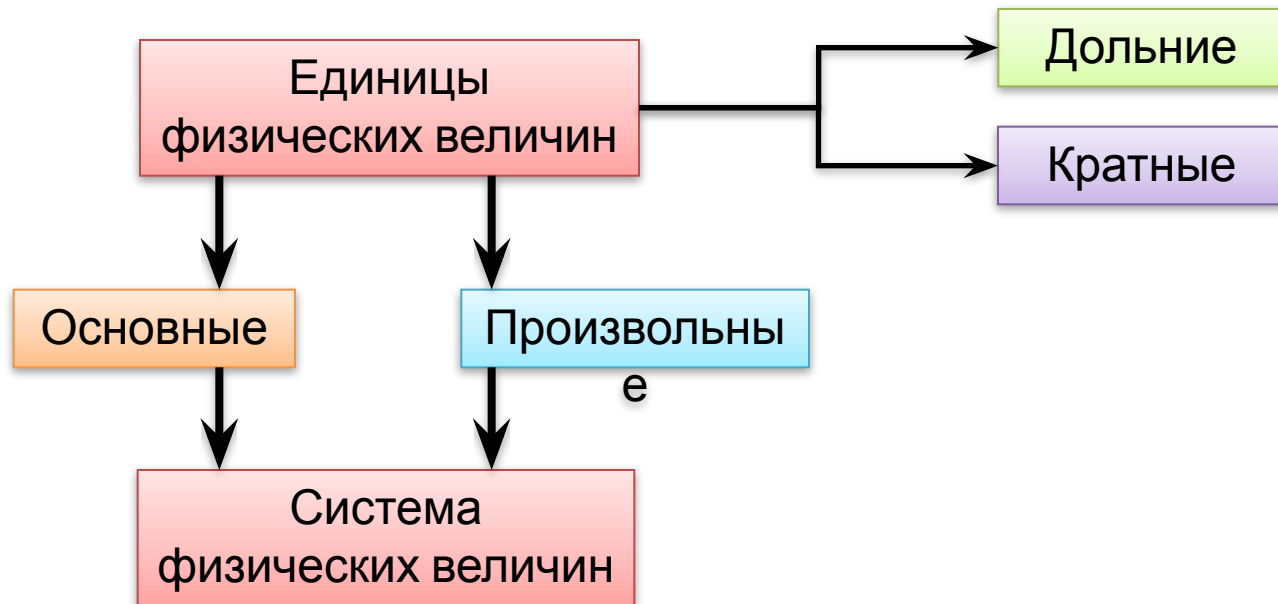 Единицы
физических величин
Дольние
Кратные
Основные
Произвольны
е
Система
физических величин